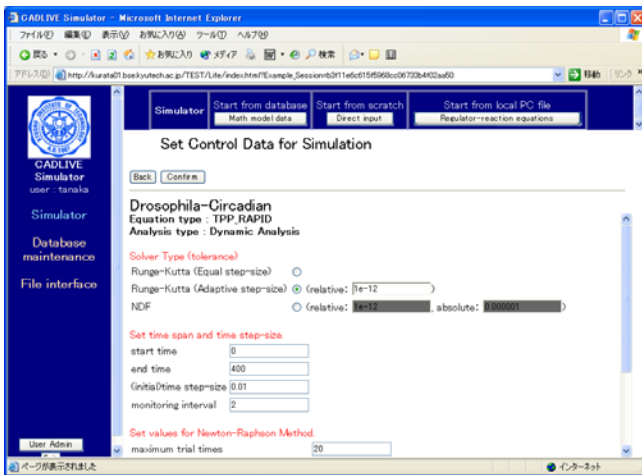 CADLIVE Simulator - Microsoft Internet Explorer
ファイル(F) 編集(E) 表示(V) お気に入り(A) ツール(T) ヘルプ(H)
戻る お気に入り メディア 検索
アドレス(D) 移動 リンク
Simulator
Start from database
Math model data
Start from scratch
Direct input
Start from local PC file
Regulator-reaction equations
CADLIVE
Simulator
user : tanaka
Simulator
Database
maintenance
File interface
User Admin
Set Control Data for Simulation
Back Confirm
Drosophila-Circadian
Equation type : TPP_RAPID
Analysis type : Dynamic Analysis
Solver Type (tolerance)
Runge-Kutta (Equal step-size)
Runge-Kutta (Adaptive step-size) (relative: 1e-12 )
NDF (relative: 1e-12 , absolute: 0.000001 )
Set time span and time step-size.
start time 0
end time 400
(initial)time step-size 0.01
monitoring interval 2
Set values for Newton-Raphson Method.
maximum trial times 20
ページが表示されました インターネット